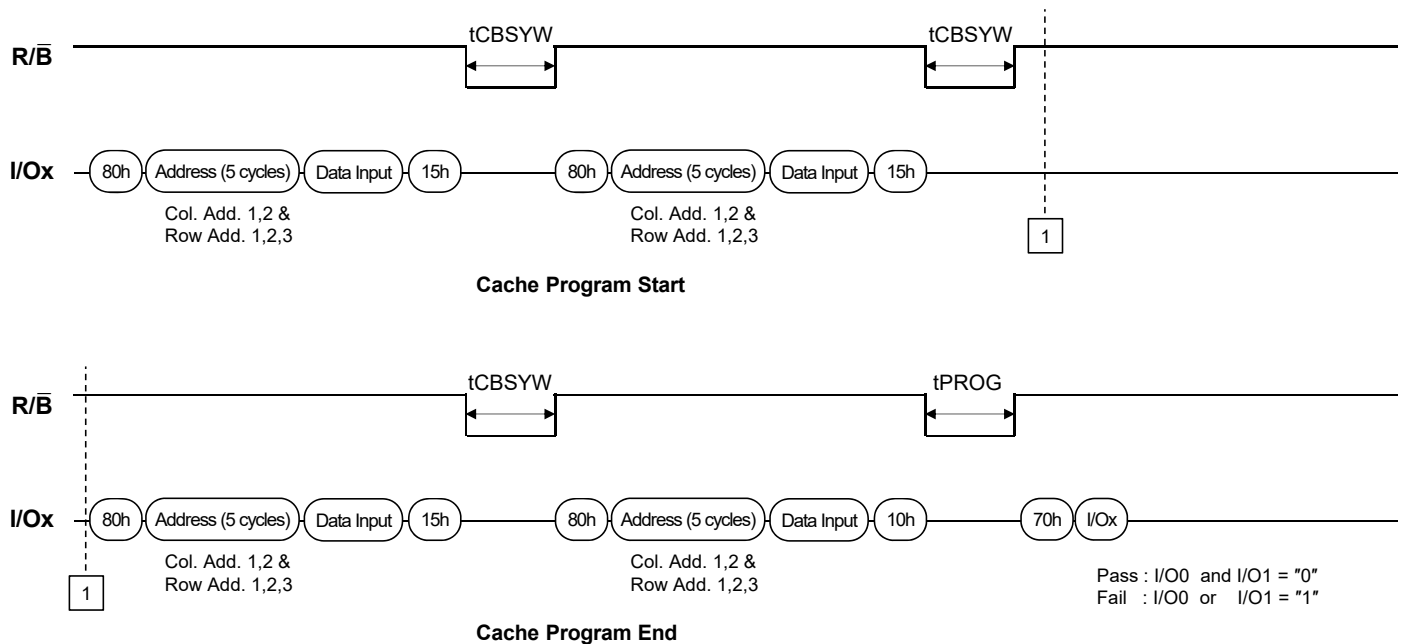 tCBSYW tCBSYW
R/B̅
I/Ox 80h Address (5 cycles) Data Input 15h 80h Address (5 cycles) Data Input 15h
Col. Add. 1,2 & Col. Add. 1,2 &
Row Add. 1,2,3 Row Add. 1,2,3
1
Cache Program Start
tCBSYW tPROG
R/B̅
I/Ox 80h Address (5 cycles) Data Input 15h 80h Address (5 cycles) Data Input 10h 70h I/Ox
Col. Add. 1,2 & Col. Add. 1,2 &
Row Add. 1,2,3 Row Add. 1,2,3
1
Pass : I/O0 and I/O1 = ″0″
Fail : I/O0 or I/O1 = ″1″
Cache Program End